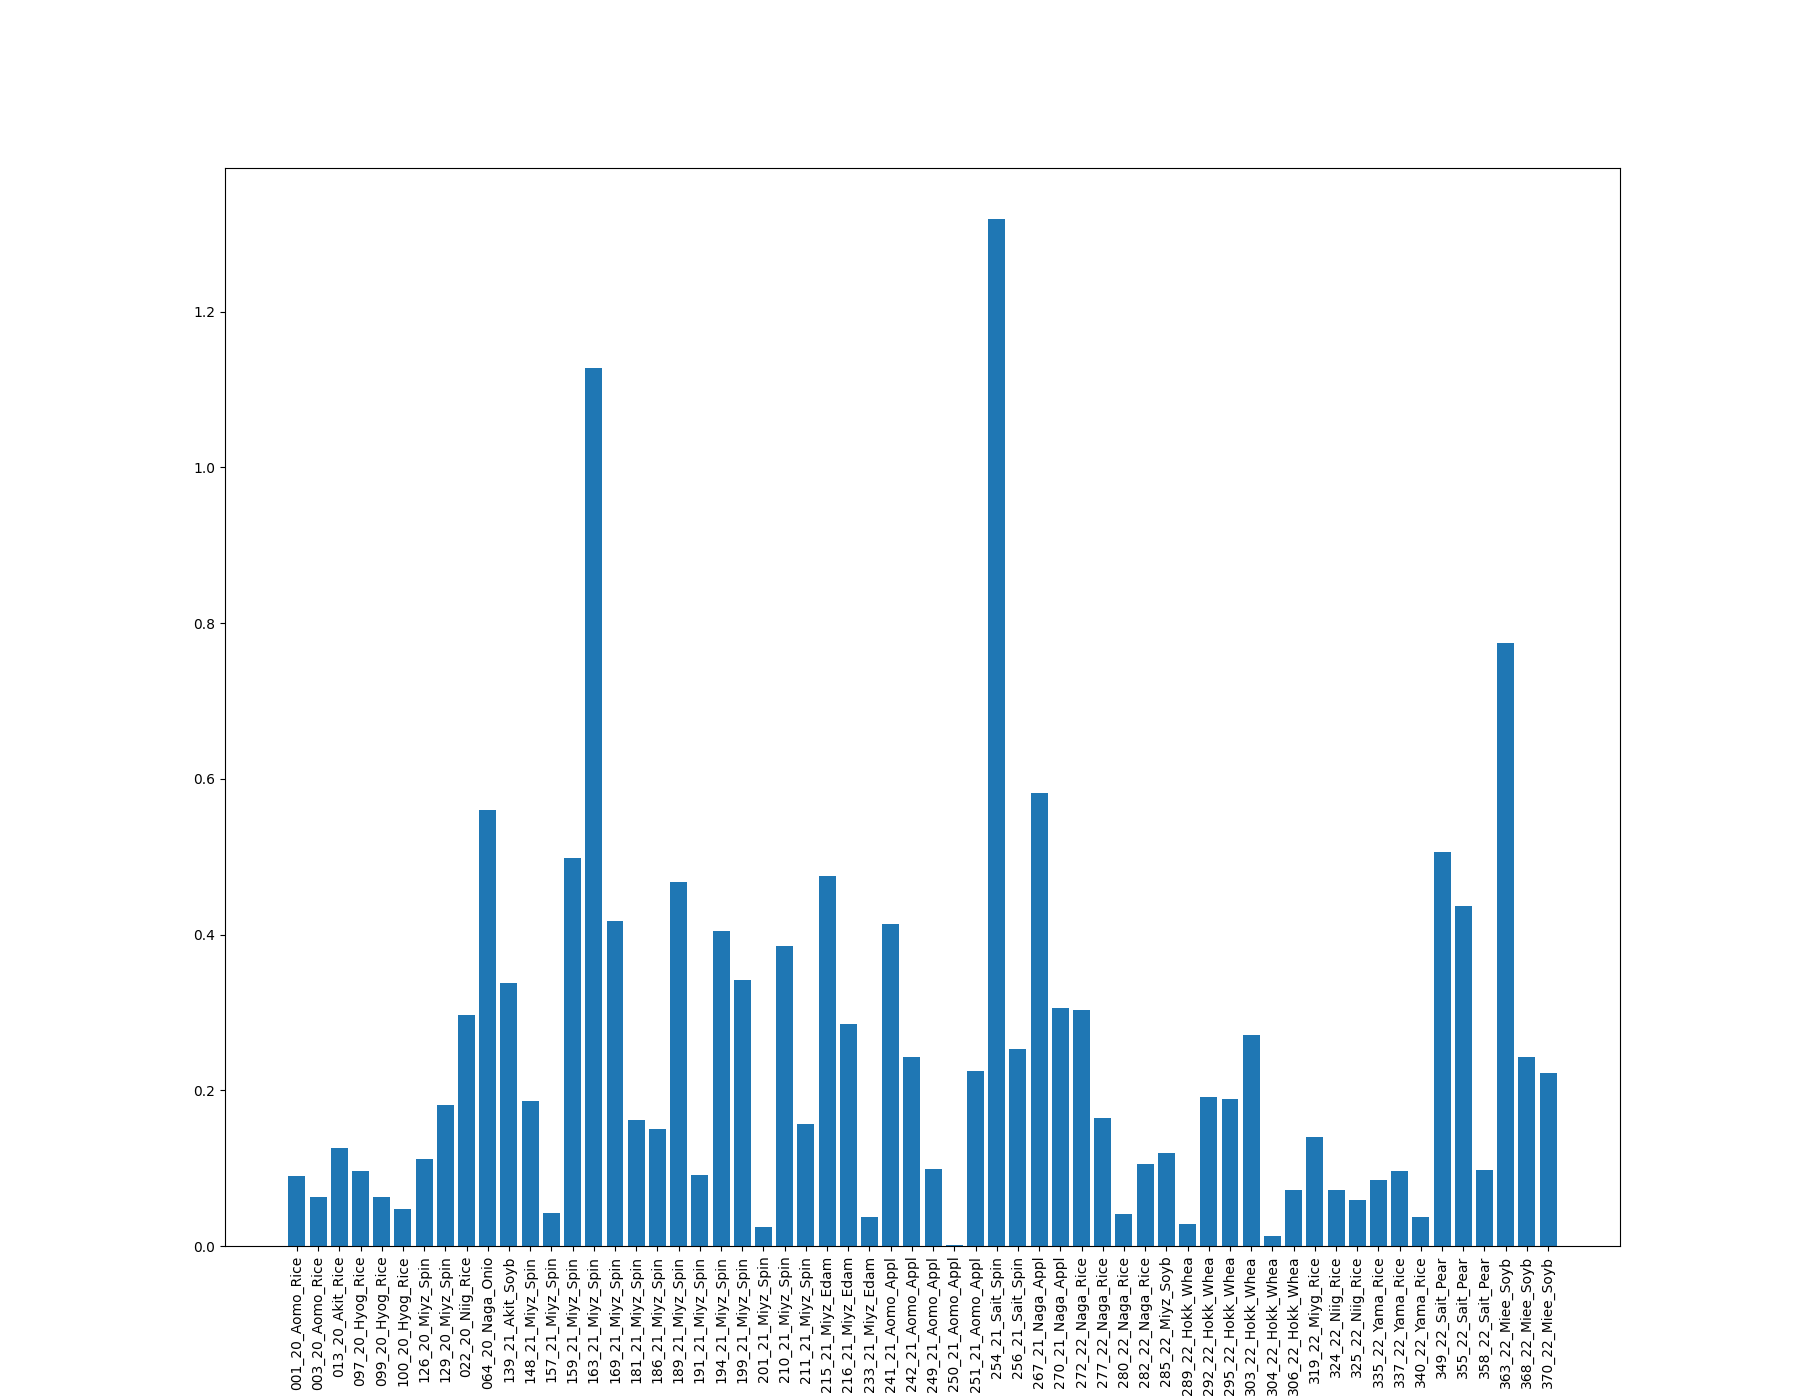 1.2
1.0
0.8
0.6
0.4
0.2
0.0
001_20_Aomo_Rice
003_20_Aomo_Rice
013_20_Akit_Rice
097_20_Hyog_Rice
099_20_Hyog_Rice
100_20_Hyog_Rice
126_20_Miyz_Spin
129_20_Miyz_Spin
022_20_Niig_Rice
064_20_Naga_Onio
139_21_Akit_Soyb
148_21_Miyz_Spin
157_21_Miyz_Spin
159_21_Miyz_Spin
163_21_Miyz_Spin
169_21_Miyz_Spin
181_21_Miyz_Spin
186_21_Miyz_Spin
189_21_Miyz_Spin
191_21_Miyz_Spin
194_21_Miyz_Spin
199_21_Miyz_Spin
201_21_Miyz_Spin
210_21_Miyz_Spin
211_21_Miyz_Spin
215_21_Miyz_Edam
216_21_Miyz_Edam
233_21_Miyz_Edam
241_21_Aomo_Appl
242_21_Aomo_Appl
249_21_Aomo_Appl
250_21_Aomo_Appl
251_21_Aomo_Appl
254_21_Sait_Spin
256_21_Sait_Spin
267_21_Naga_Appl
270_21_Naga_Appl
272_22_Naga_Rice
277_22_Naga_Rice
280_22_Naga_Rice
282_22_Naga_Rice
285_22_Miyz_Soyb
289_22_Hokk_Whea
292_22_Hokk_Whea
295_22_Hokk_Whea
303_22_Hokk_Whea
304_22_Hokk_Whea
306_22_Hokk_Whea
319_22_Miyg_Rice
324_22_Niig_Rice
325_22_Niig_Rice
335_22_Yama_Rice
337_22_Yama_Rice
340_22_Yama_Rice
349_22_Sait_Pear
355_22_Sait_Pear
358_22_Sait_Pear
363_22_Miee_Soyb
368_22_Miee_Soyb
370_22_Miee_Soyb